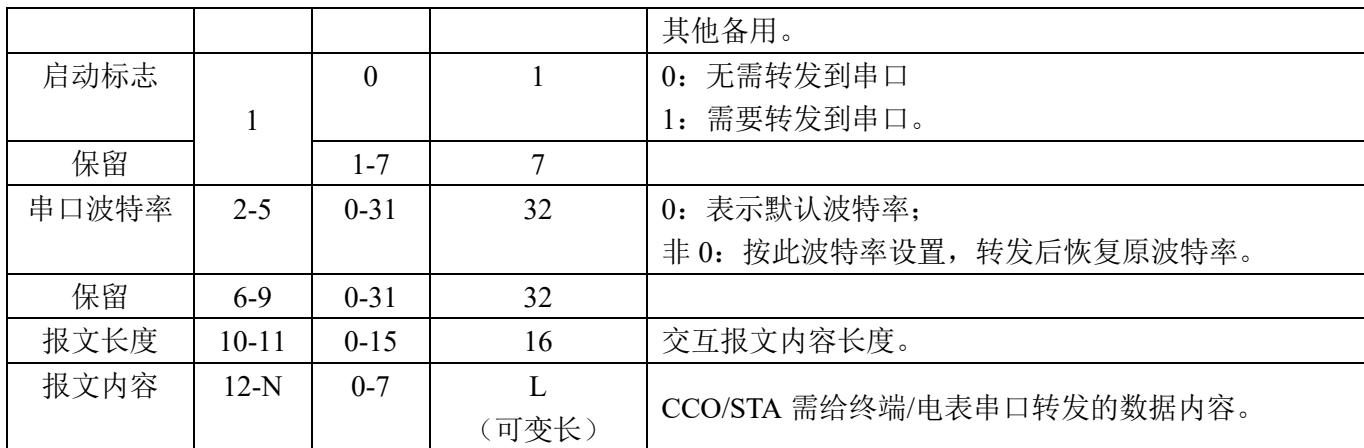 其他备用。
启动标志 1 0 1 0：无需转发到串口
1：需要转发到串口。
保留 1-7 7
串口波特率 2-5 0-31 32 0：表示默认波特率；
非 0：按此波特率设置，转发后恢复原波特率。
保留 6-9 0-31 32
报文长度 10-11 0-15 16 交互报文内容长度。
报文内容 12-N 0-7 L
（可变长） CCO/STA 需给终端/电表串口转发的数据内容。